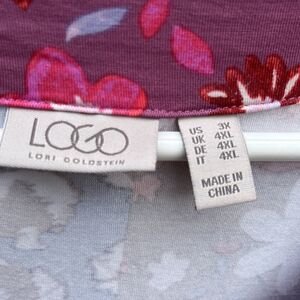 LOGO
LORI GOLDSTEIN
US 3X
UK 4XL
DE 4XL
IT 4XL
MADE IN
CHINA